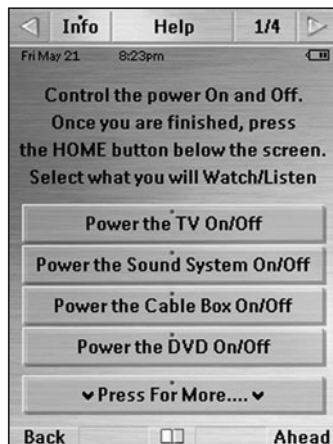 Info Help 1/4
Fri May 21 8:23pm
Control the power On and Off.
Once you are finished, press
the HOME button below the screen.
Select what you will Watch/Listen
Power the TV On/Off
Power the Sound System On/Off
Power the Cable Box On/Off
Power the DVD On/Off
Press For More....
Back Ahead